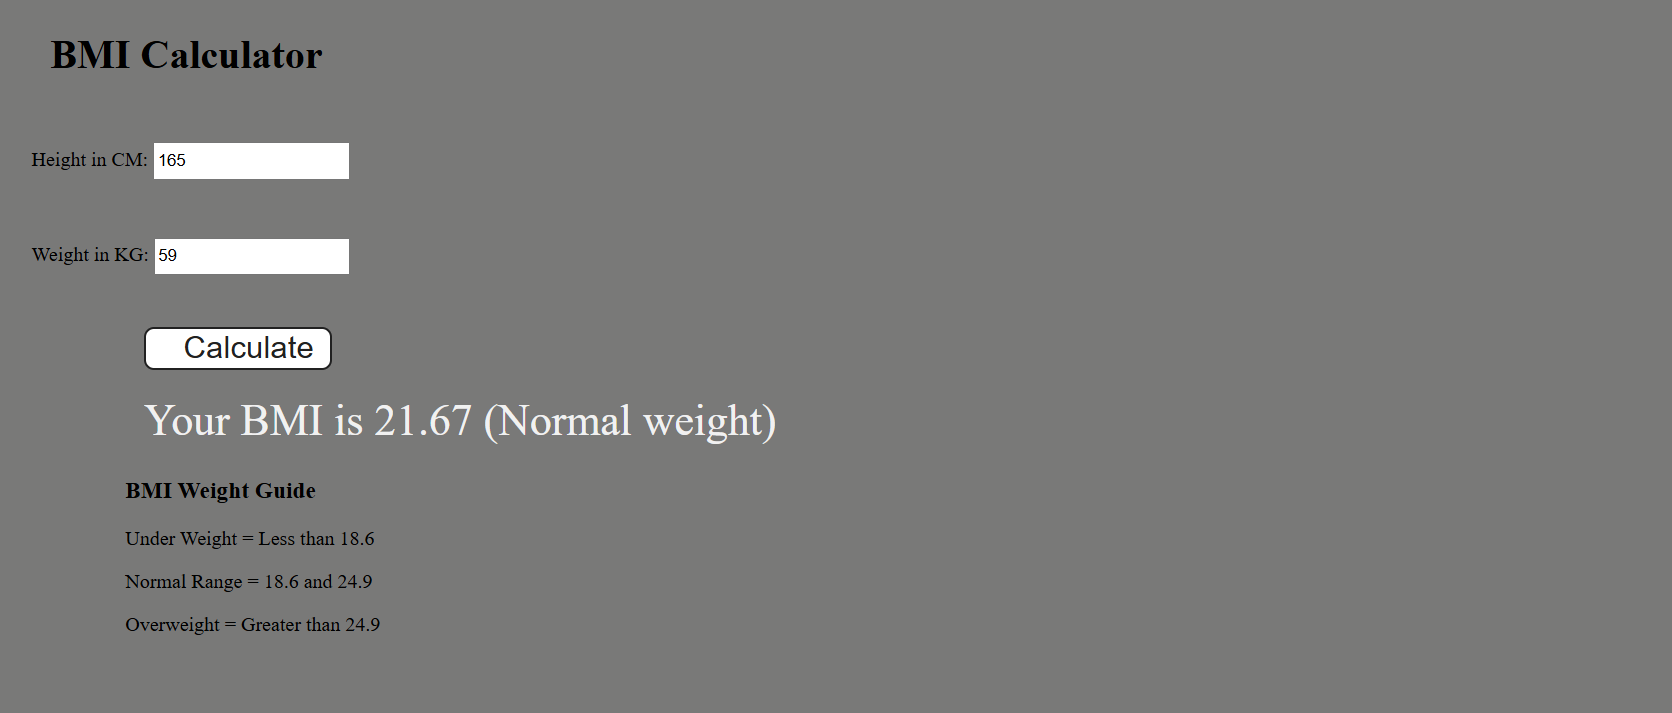 BMI Calculator
Height in CM: 165
Weight in KG: 59
Calculate
Your BMI is 21.67 (Normal weight)
BMI Weight Guide
Under Weight = Less than 18.6
Normal Range = 18.6 and 24.9
Overweight = Greater than 24.9